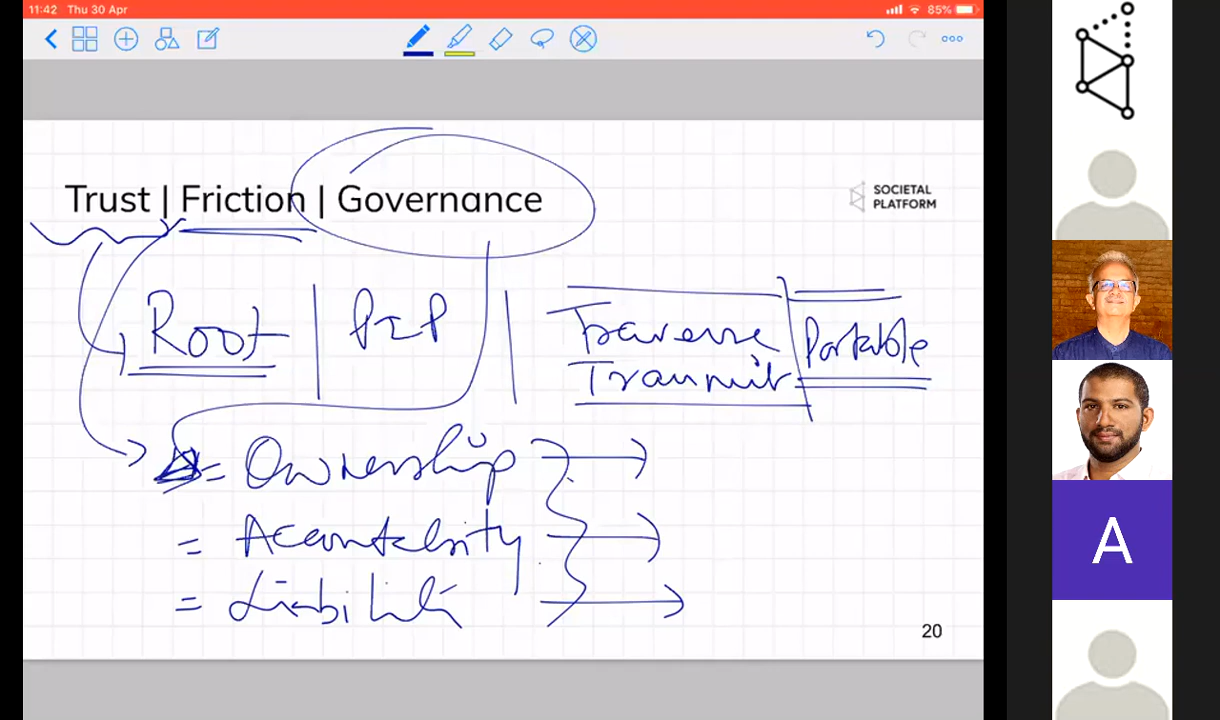 11:42 Thu 30 Apr 85%
Trust | Friction | Governance
SOCIETAL
PLATFORM
Root | P2P | Traverse | Portable
Transmit
= Ownership
= Accountability
= Liability
20
A